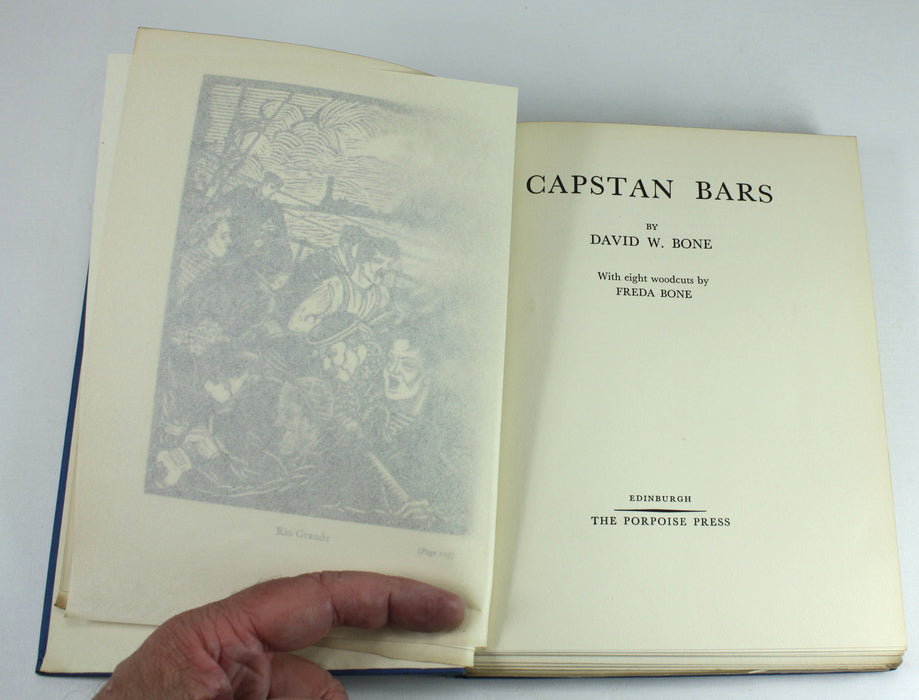 Rio Grande
CAPSTAN BARS
BY
DAVID W. BONE
With eight woodcuts by
FREDA BONE
EDINBURGH
THE PORPOISE PRESS